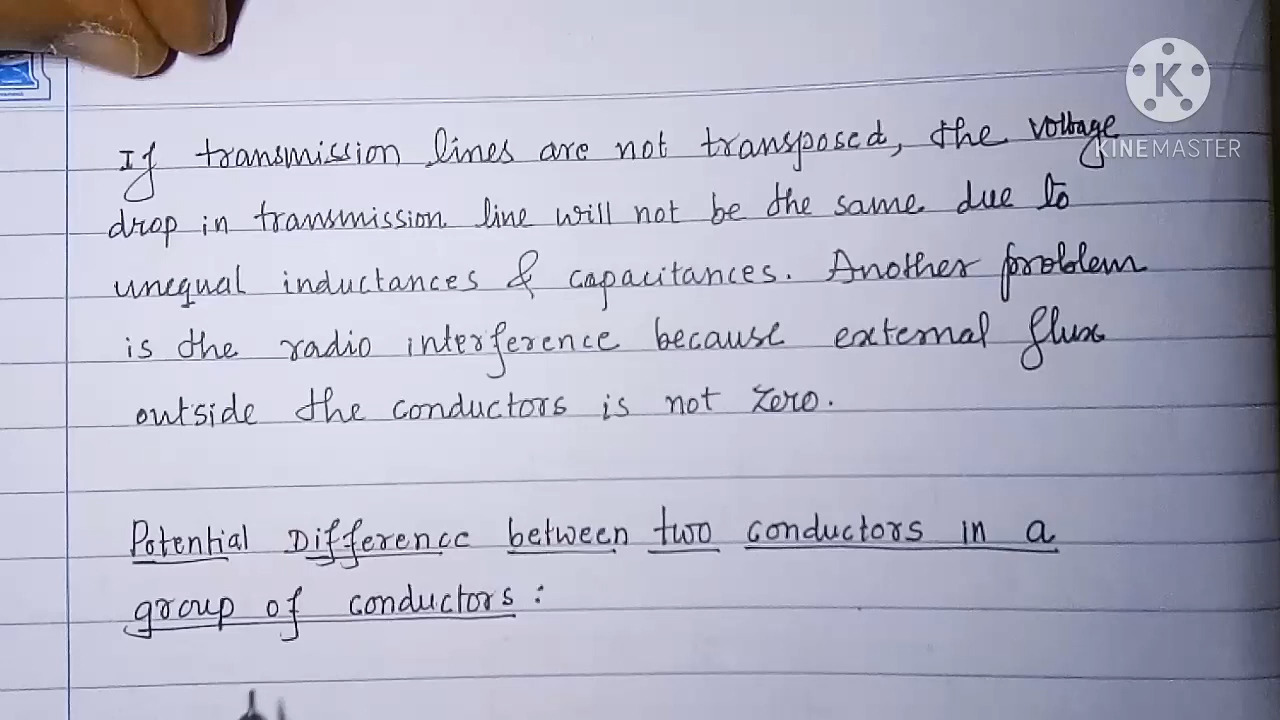 K
KINEMASTER
If transmission lines are not transposed, the voltage
drop in transmission line will not be the same due to
unequal inductances & capacitances. Another problem
is the radio interference because external flux
outside the conductors is not zero.
Potential Difference between two conductors in a
group of conductors: